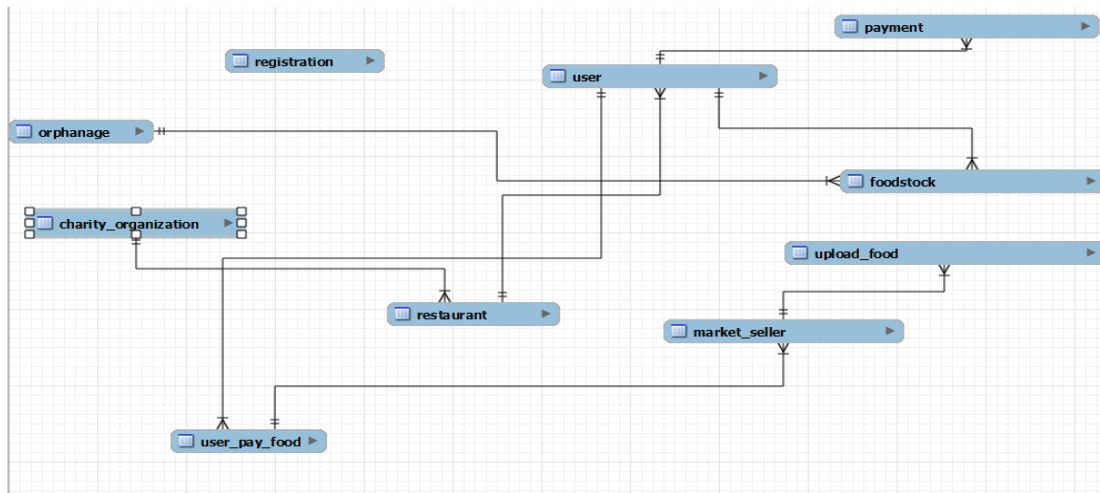 payment
registration
user
orphanage
foodstock
charity_organization
upload_food
restaurant
market_seller
user_pay_food